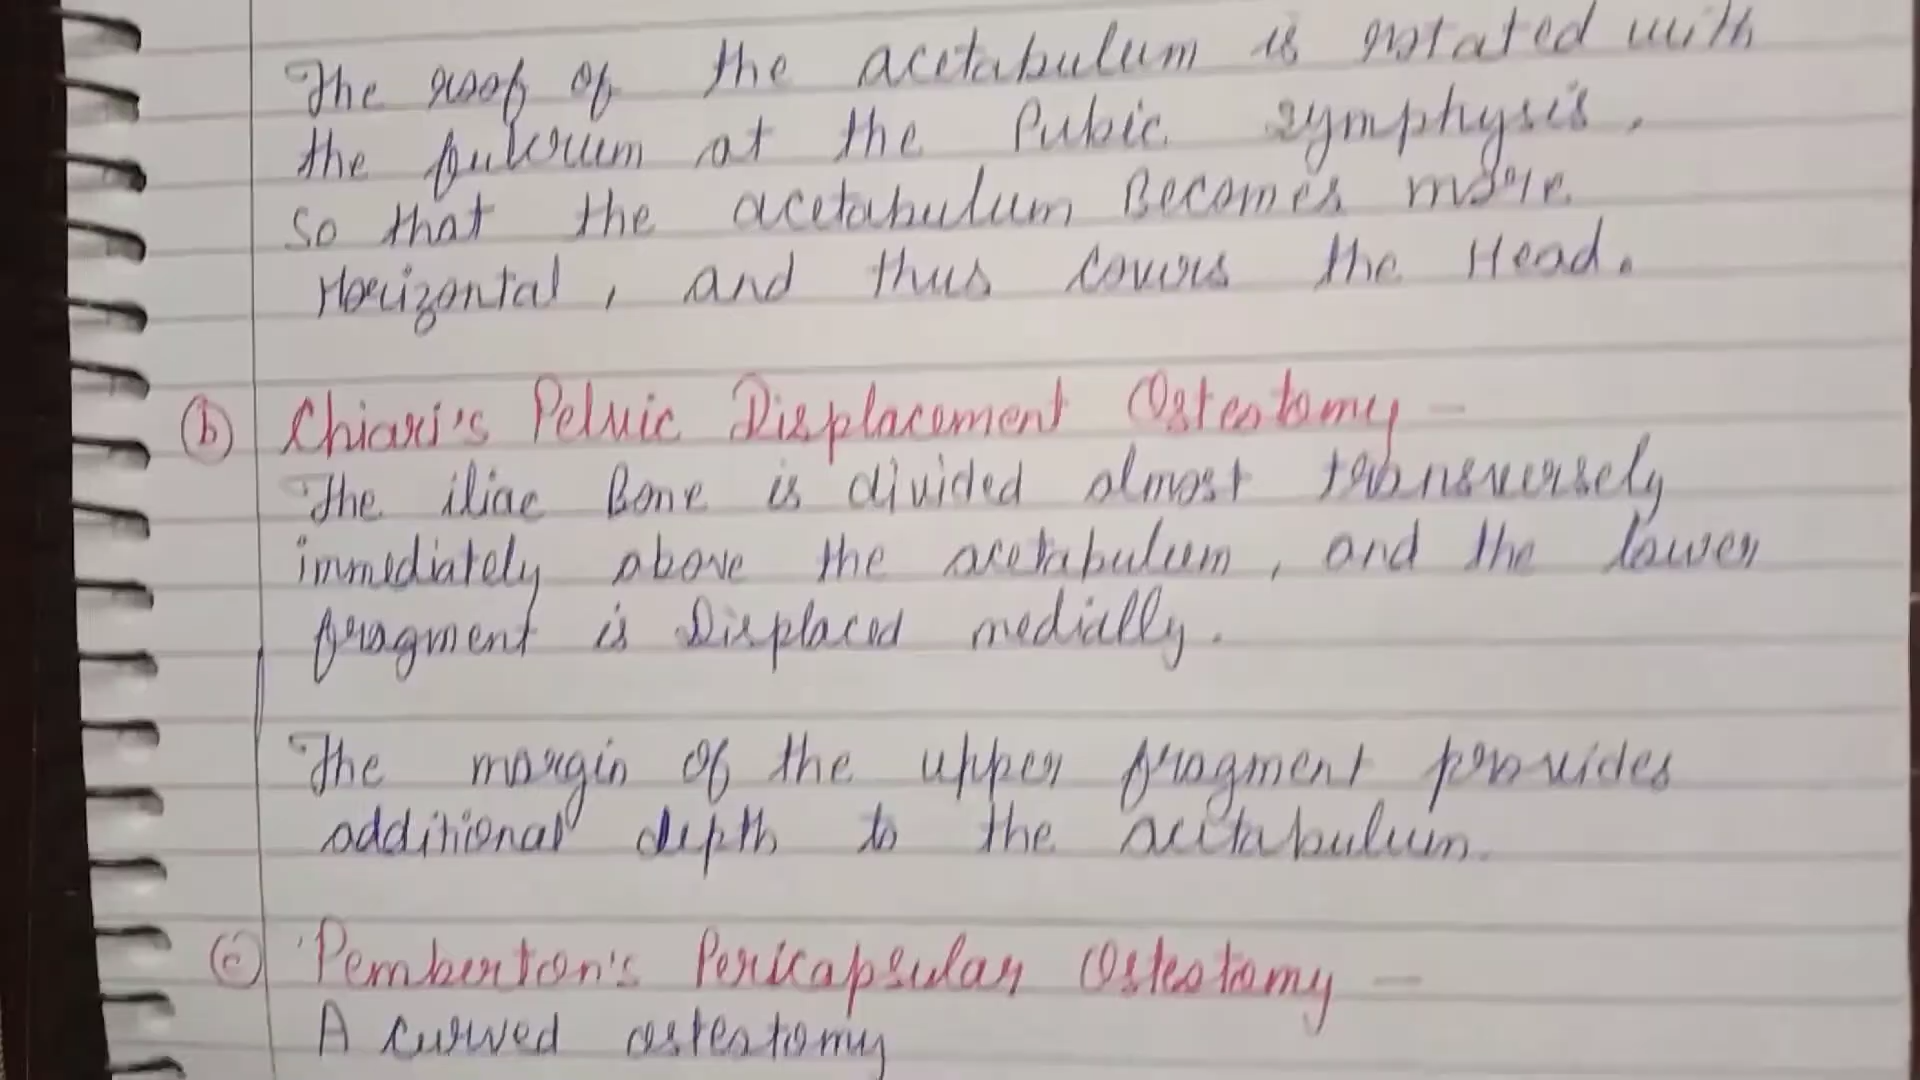 The roof of the acetabulum is rotated with
the fulcrum at the Pubic symphysis.
so that the acetabulum Becomes more
Horizontal, and thus covers the Head.
(b) Chiari's Pelvic Displacement Osteotomy -
The iliac Bone is divided almost transversely
immediately above the acetabulum, and the lower
fragment is Displaced medially.
The margin of the upper fragment provides
additional depth to the acetabulum.
(c) Pemberton's Pericapsular Osteotomy -
A curved osteotomy